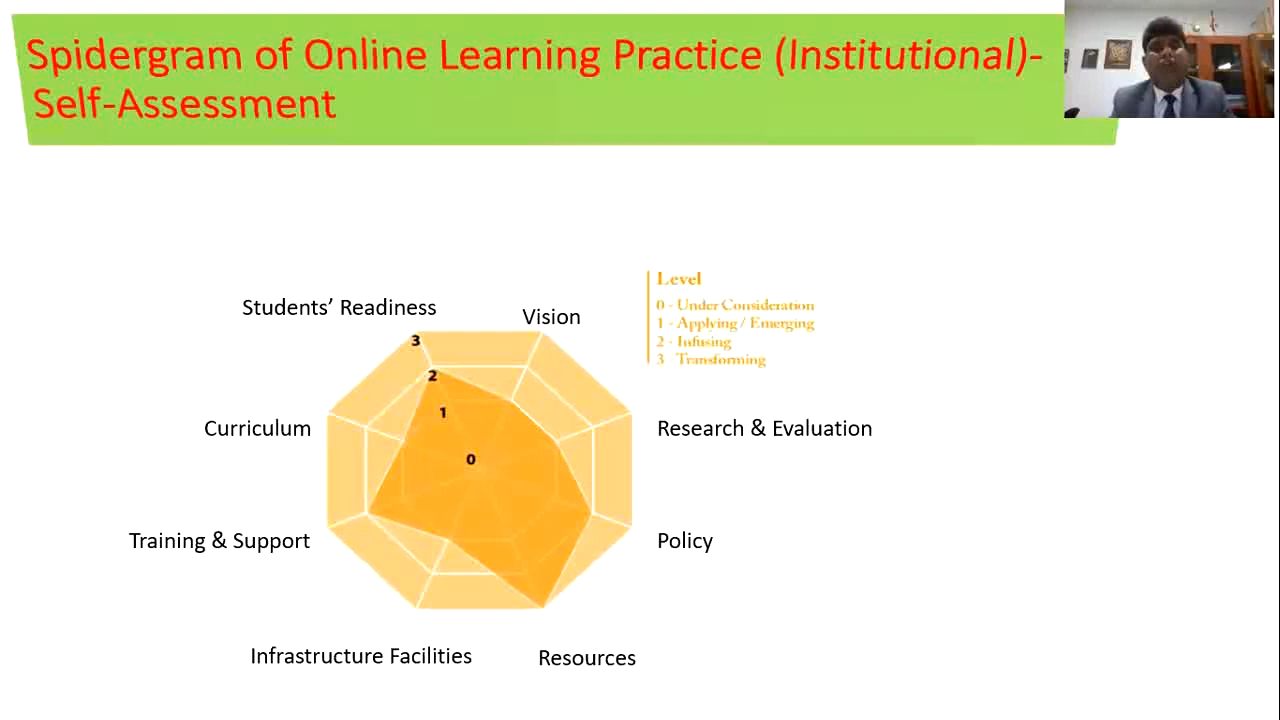 Spidergram of Online Learning Practice (Institutional)-
Self-Assessment
Level
0 - Under Consideration
1 - Applying / Emerging
2 - Infusing
3 Transforming
Students’ Readiness
Vision
3
2
1
0
Curriculum
Research & Evaluation
Training & Support
Policy
Infrastructure Facilities
Resources